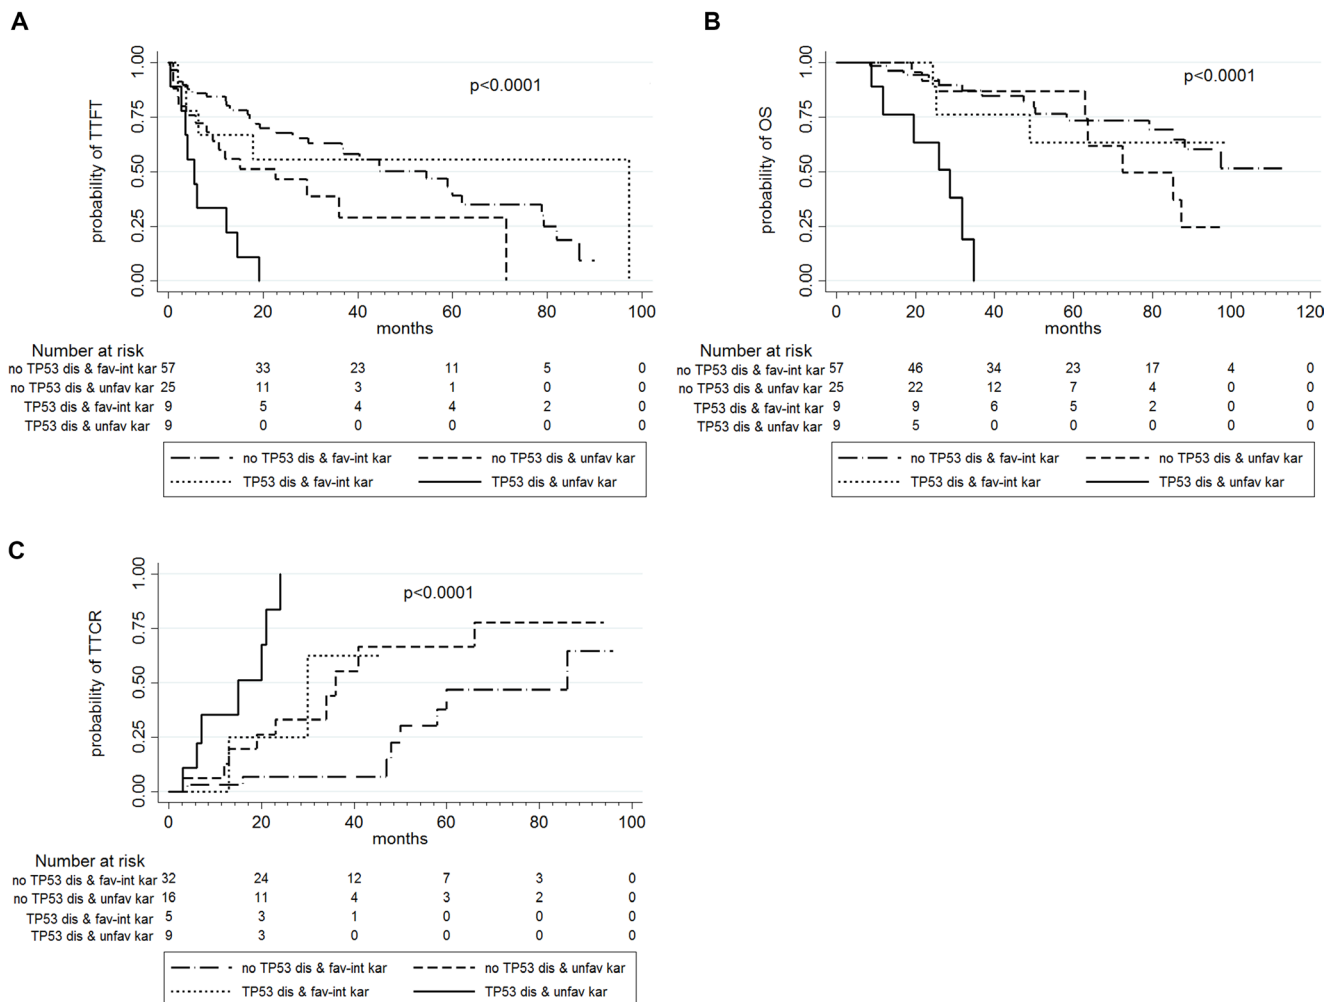 A
probability of TTFT
1.00
0.75
0.50
0.25
0.00
p<0.0001
0 20 40 60 80 100
months
Number at risk
no TP53 dis & fav-int kar 57 33 23 11 5 0
no TP53 dis & unfav kar 25 11 3 1 0 0
TP53 dis & fav-int kar 9 5 4 4 2 0
TP53 dis & unfav kar 9 0 0 0 0 0
no TP53 dis & fav-int kar no TP53 dis & unfav kar
TP53 dis & fav-int kar TP53 dis & unfav kar
B
probability of OS
1.00
0.75
0.50
0.25
0.00
p<0.0001
0 20 40 60 80 100 120
months
Number at risk
no TP53 dis & fav-int kar 57 46 34 23 17 4 0
no TP53 dis & unfav kar 25 22 12 7 4 0 0
TP53 dis & fav-int kar 9 9 6 5 2 0 0
TP53 dis & unfav kar 9 5 0 0 0 0 0
no TP53 dis & fav-int kar no TP53 dis & unfav kar
TP53 dis & fav-int kar TP53 dis & unfav kar
C
probability of TTCR
1.00
0.75
0.50
0.25
0.00
p<0.0001
0 20 40 60 80 100
months
Number at risk
no TP53 dis & fav-int kar 32 24 12 7 3 0
no TP53 dis & unfav kar 16 11 4 3 2 0
TP53 dis & fav-int kar 5 3 1 0 0 0
TP53 dis & unfav kar 9 3 0 0 0 0
no TP53 dis & fav-int kar no TP53 dis & unfav kar
TP53 dis & fav-int kar TP53 dis & unfav kar